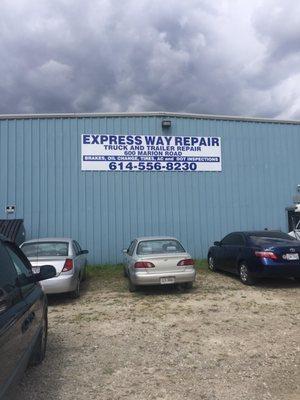 EXPRESS WAY REPAIR
TRUCK AND TRAILER REPAIR
600 MARION ROAD
BRAKES, OIL CHANGE, TIRES, AC and DOT INSPECTIONS
614-556-8230